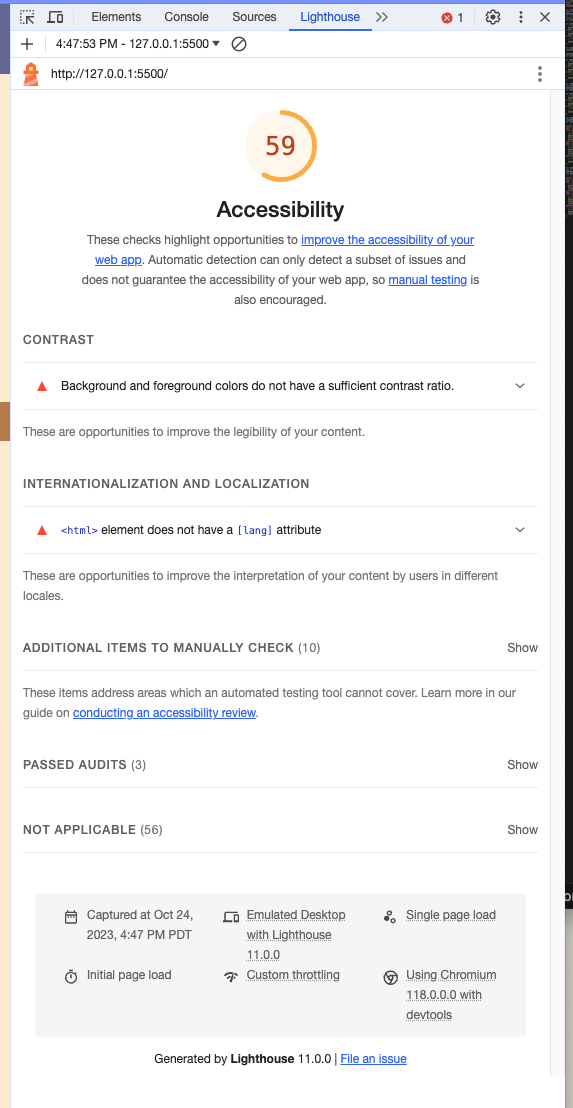 Elements Console Sources Lighthouse 1
4:47:53 PM - 127.0.0.1:5500
http://127.0.0.1:5500/
59
Accessibility
These checks highlight opportunities to improve the accessibility of your
web app. Automatic detection can only detect a subset of issues and
does not guarantee the accessibility of your web app, so manual testing is
also encouraged.
CONTRAST
Background and foreground colors do not have a sufficient contrast ratio.
These are opportunities to improve the legibility of your content.
INTERNATIONALIZATION AND LOCALIZATION
<html> element does not have a [lang] attribute
These are opportunities to improve the interpretation of your content by users in different
locales.
ADDITIONAL ITEMS TO MANUALLY CHECK (10) Show
These items address areas which an automated testing tool cannot cover. Learn more in our
guide on conducting an accessibility review.
PASSED AUDITS (3) Show
NOT APPLICABLE (56) Show
Captured at Oct 24,
2023, 4:47 PM PDT
Emulated Desktop
with Lighthouse
11.0.0
Single page load
Initial page load
Custom throttling
Using Chromium
118.0.0.0 with
devtools
Generated by Lighthouse 11.0.0 | File an issue